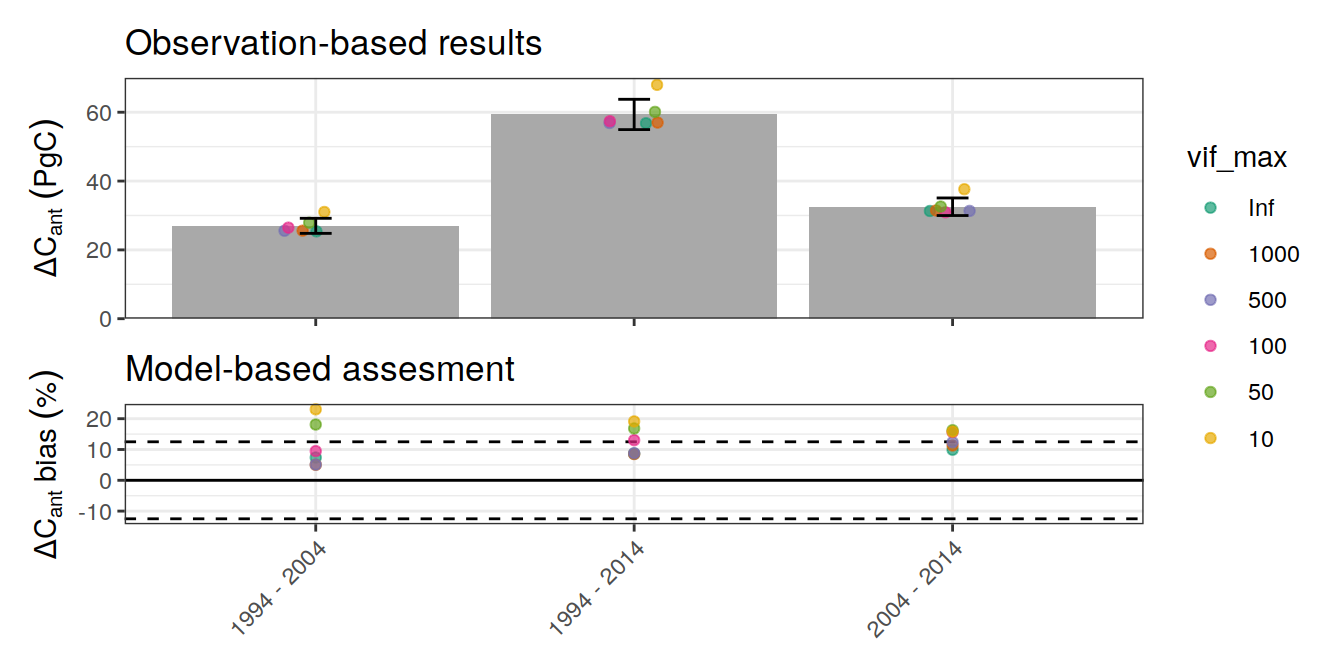 Observation-based results
ΔCant (PgC)
60
40
20
0
Model-based assesment
ΔCant bias (%)
20
10
0
-10
1994 - 2004
1994 - 2014
2004 - 2014
vif_max
Inf
1000
500
100
50
10